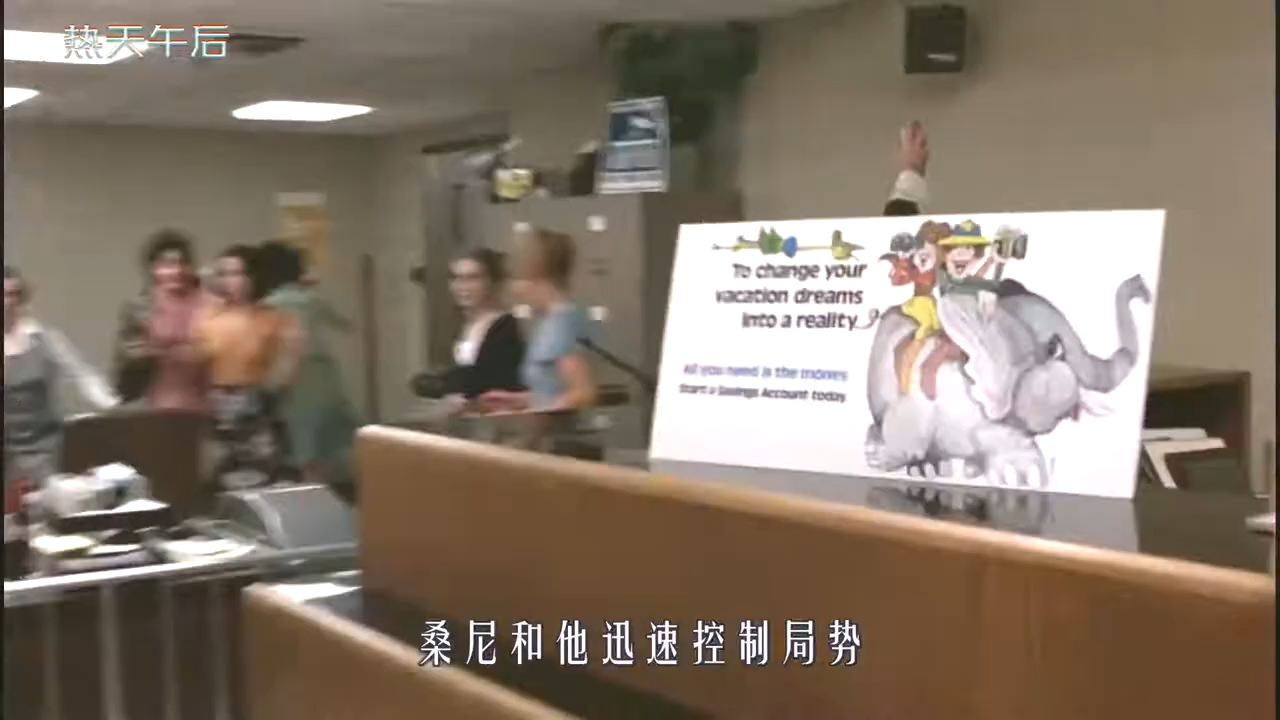 热天午后
To change your
vacation dreams
into a reality
All you need is the money
Start a Savings Account today.
桑尼和他迅速控制局势